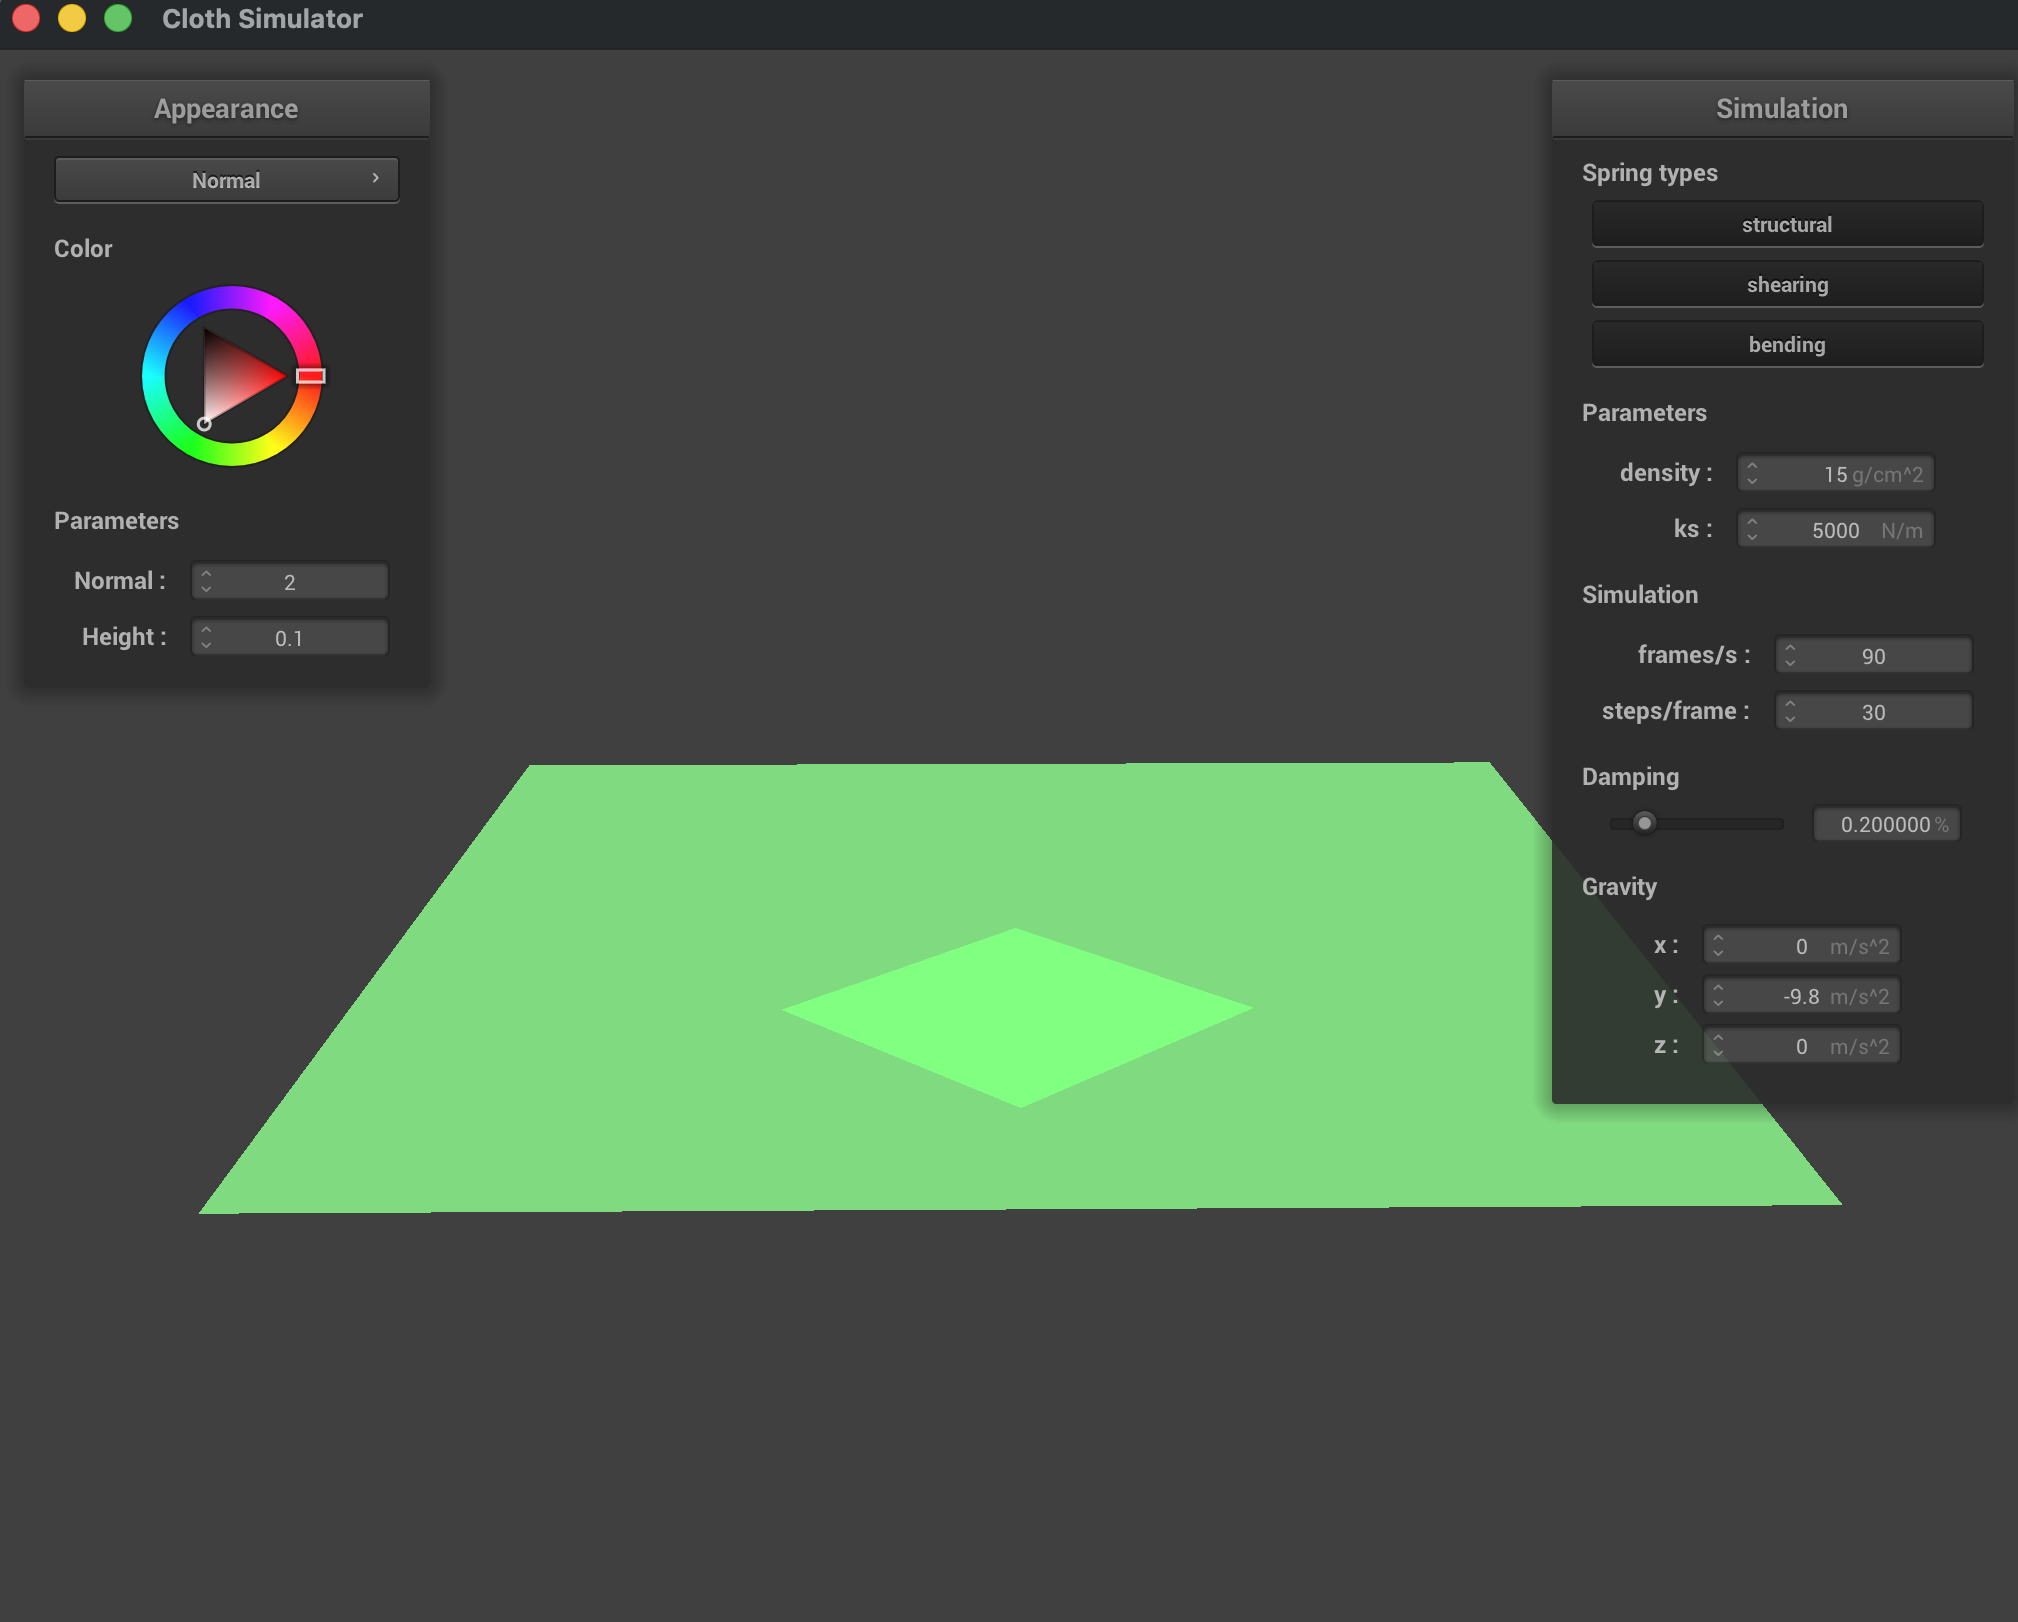 Cloth Simulator
Appearance
Normal
Color
Parameters
Normal : 2
Height : 0.1
Simulation
Spring types
structural
shearing
bending
Parameters
density : 15 g/cm^2
ks : 5000 N/m
Simulation
frames/s : 90
steps/frame : 30
Damping
0.200000 %
Gravity
x : 0 m/s^2
y : -9.8 m/s^2
z : 0 m/s^2